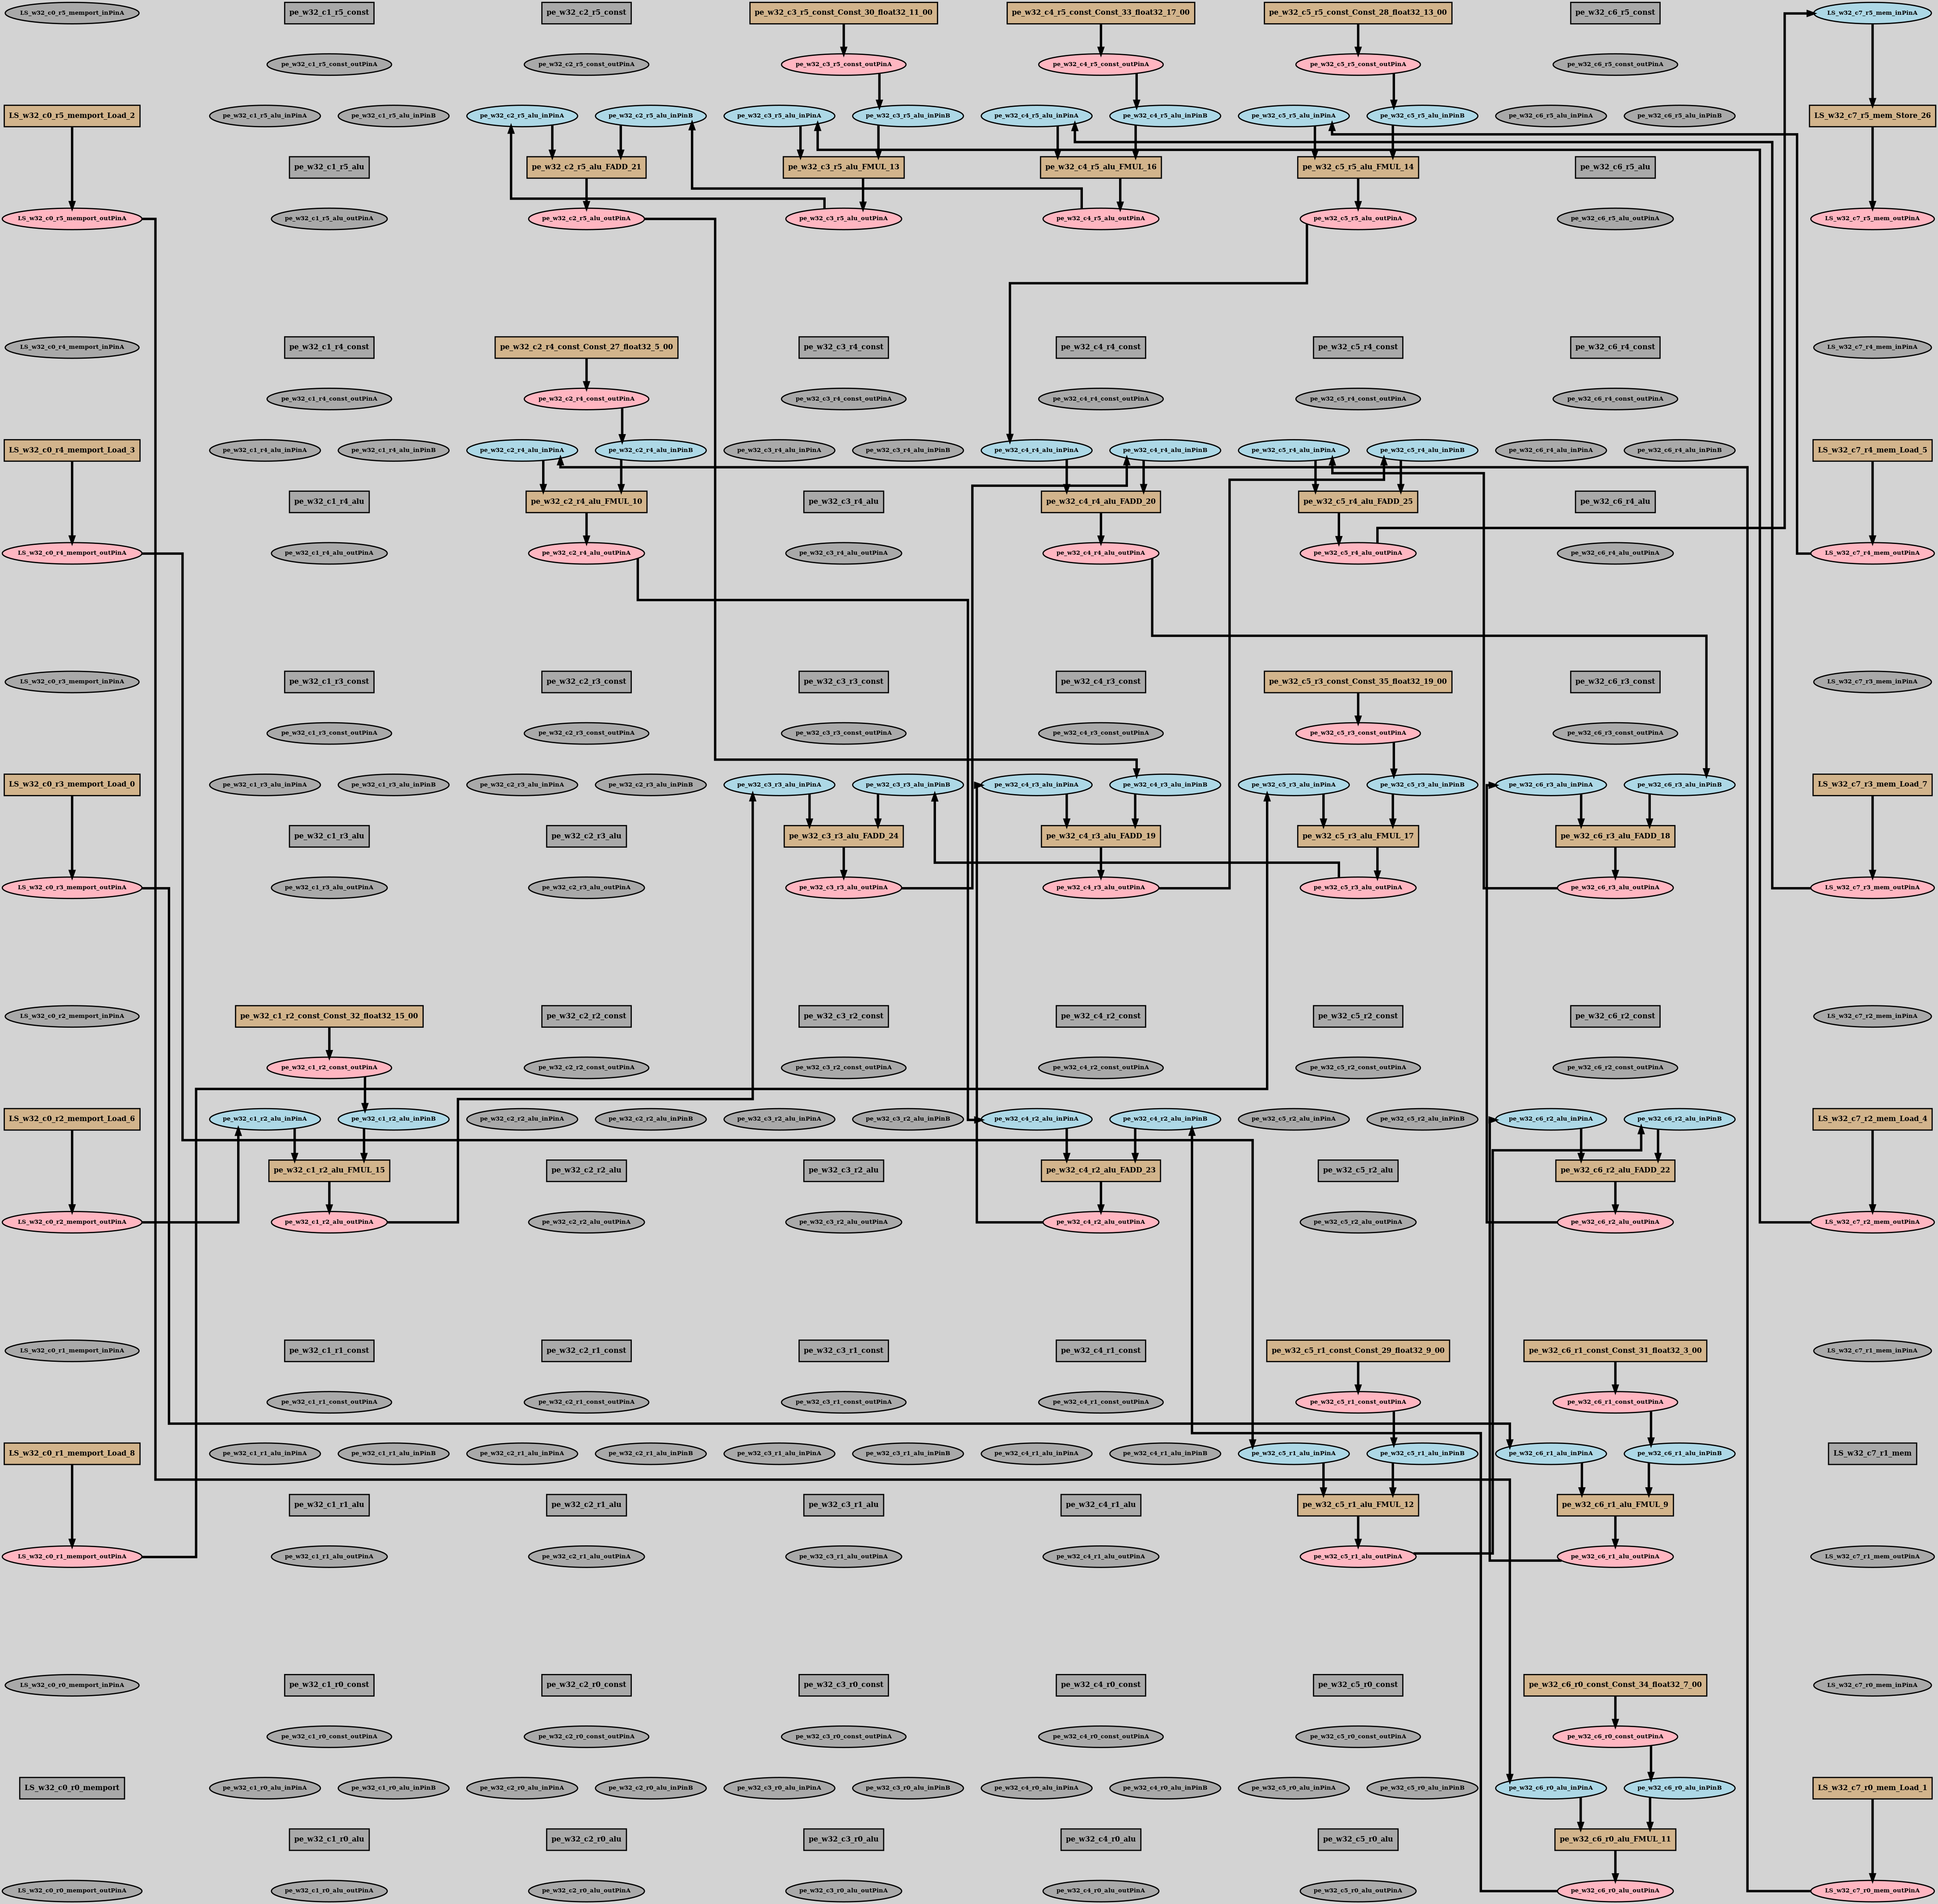 LS_w32_c0_r5_memport_inPinA
pe_w32_c1_r5_const
pe_w32_c2_r5_const
pe_w32_c3_r5_const_Const_30_float32_11_00
pe_w32_c4_r5_const_Const_33_float32_17_00
pe_w32_c5_r5_const_Const_28_float32_13_00
pe_w32_c6_r5_const
LS_w32_c7_r5_mem_inPinA
pe_w32_c1_r5_const_outPinA
pe_w32_c2_r5_const_outPinA
pe_w32_c3_r5_const_outPinA
pe_w32_c4_r5_const_outPinA
pe_w32_c5_r5_const_outPinA
pe_w32_c6_r5_const_outPinA
LS_w32_c0_r5_memport_Load_2
pe_w32_c1_r5_alu_inPinA
pe_w32_c1_r5_alu_inPinB
pe_w32_c2_r5_alu_inPinA
pe_w32_c2_r5_alu_inPinB
pe_w32_c3_r5_alu_inPinA
pe_w32_c3_r5_alu_inPinB
pe_w32_c4_r5_alu_inPinA
pe_w32_c4_r5_alu_inPinB
pe_w32_c5_r5_alu_inPinA
pe_w32_c5_r5_alu_inPinB
pe_w32_c6_r5_alu_inPinA
pe_w32_c6_r5_alu_inPinB
LS_w32_c7_r5_mem_Store_26
pe_w32_c1_r5_alu
pe_w32_c2_r5_alu_FADD_21
pe_w32_c3_r5_alu_FMUL_13
pe_w32_c4_r5_alu_FMUL_16
pe_w32_c5_r5_alu_FMUL_14
pe_w32_c6_r5_alu
LS_w32_c0_r5_memport_outPinA
pe_w32_c1_r5_alu_outPinA
pe_w32_c2_r5_alu_outPinA
pe_w32_c3_r5_alu_outPinA
pe_w32_c4_r5_alu_outPinA
pe_w32_c5_r5_alu_outPinA
pe_w32_c6_r5_alu_outPinA
LS_w32_c7_r5_mem_outPinA
LS_w32_c0_r4_memport_inPinA
pe_w32_c1_r4_const
pe_w32_c2_r4_const_Const_27_float32_5_00
pe_w32_c3_r4_const
pe_w32_c4_r4_const
pe_w32_c5_r4_const
pe_w32_c6_r4_const
LS_w32_c7_r4_mem_inPinA
pe_w32_c1_r4_const_outPinA
pe_w32_c2_r4_const_outPinA
pe_w32_c3_r4_const_outPinA
pe_w32_c4_r4_const_outPinA
pe_w32_c5_r4_const_outPinA
pe_w32_c6_r4_const_outPinA
LS_w32_c0_r4_memport_Load_3
pe_w32_c1_r4_alu_inPinA
pe_w32_c1_r4_alu_inPinB
pe_w32_c2_r4_alu_inPinA
pe_w32_c2_r4_alu_inPinB
pe_w32_c3_r4_alu_inPinA
pe_w32_c3_r4_alu_inPinB
pe_w32_c4_r4_alu_inPinA
pe_w32_c4_r4_alu_inPinB
pe_w32_c5_r4_alu_inPinA
pe_w32_c5_r4_alu_inPinB
pe_w32_c6_r4_alu_inPinA
pe_w32_c6_r4_alu_inPinB
LS_w32_c7_r4_mem_Load_5
pe_w32_c1_r4_alu
pe_w32_c2_r4_alu_FMUL_10
pe_w32_c3_r4_alu
pe_w32_c4_r4_alu_FADD_20
pe_w32_c5_r4_alu_FADD_25
pe_w32_c6_r4_alu
LS_w32_c0_r4_memport_outPinA
pe_w32_c1_r4_alu_outPinA
pe_w32_c2_r4_alu_outPinA
pe_w32_c3_r4_alu_outPinA
pe_w32_c4_r4_alu_outPinA
pe_w32_c5_r4_alu_outPinA
pe_w32_c6_r4_alu_outPinA
LS_w32_c7_r4_mem_outPinA
LS_w32_c0_r3_memport_inPinA
pe_w32_c1_r3_const
pe_w32_c2_r3_const
pe_w32_c3_r3_const
pe_w32_c4_r3_const
pe_w32_c5_r3_const_Const_35_float32_19_00
pe_w32_c6_r3_const
LS_w32_c7_r3_mem_inPinA
pe_w32_c1_r3_const_outPinA
pe_w32_c2_r3_const_outPinA
pe_w32_c3_r3_const_outPinA
pe_w32_c4_r3_const_outPinA
pe_w32_c5_r3_const_outPinA
pe_w32_c6_r3_const_outPinA
LS_w32_c0_r3_memport_Load_0
pe_w32_c1_r3_alu_inPinA
pe_w32_c1_r3_alu_inPinB
pe_w32_c2_r3_alu_inPinA
pe_w32_c2_r3_alu_inPinB
pe_w32_c3_r3_alu_inPinA
pe_w32_c3_r3_alu_inPinB
pe_w32_c4_r3_alu_inPinA
pe_w32_c4_r3_alu_inPinB
pe_w32_c5_r3_alu_inPinA
pe_w32_c5_r3_alu_inPinB
pe_w32_c6_r3_alu_inPinA
pe_w32_c6_r3_alu_inPinB
LS_w32_c7_r3_mem_Load_7
pe_w32_c1_r3_alu
pe_w32_c2_r3_alu
pe_w32_c3_r3_alu_FADD_24
pe_w32_c4_r3_alu_FADD_19
pe_w32_c5_r3_alu_FMUL_17
pe_w32_c6_r3_alu_FADD_18
LS_w32_c0_r3_memport_outPinA
pe_w32_c1_r3_alu_outPinA
pe_w32_c2_r3_alu_outPinA
pe_w32_c3_r3_alu_outPinA
pe_w32_c4_r3_alu_outPinA
pe_w32_c5_r3_alu_outPinA
pe_w32_c6_r3_alu_outPinA
LS_w32_c7_r3_mem_outPinA
LS_w32_c0_r2_memport_inPinA
pe_w32_c1_r2_const_Const_32_float32_15_00
pe_w32_c2_r2_const
pe_w32_c3_r2_const
pe_w32_c4_r2_const
pe_w32_c5_r2_const
pe_w32_c6_r2_const
LS_w32_c7_r2_mem_inPinA
pe_w32_c1_r2_const_outPinA
pe_w32_c2_r2_const_outPinA
pe_w32_c3_r2_const_outPinA
pe_w32_c4_r2_const_outPinA
pe_w32_c5_r2_const_outPinA
pe_w32_c6_r2_const_outPinA
LS_w32_c0_r2_memport_Load_6
pe_w32_c1_r2_alu_inPinA
pe_w32_c1_r2_alu_inPinB
pe_w32_c2_r2_alu_inPinA
pe_w32_c2_r2_alu_inPinB
pe_w32_c3_r2_alu_inPinA
pe_w32_c3_r2_alu_inPinB
pe_w32_c4_r2_alu_inPinA
pe_w32_c4_r2_alu_inPinB
pe_w32_c5_r2_alu_inPinA
pe_w32_c5_r2_alu_inPinB
pe_w32_c6_r2_alu_inPinA
pe_w32_c6_r2_alu_inPinB
LS_w32_c7_r2_mem_Load_4
pe_w32_c1_r2_alu_FMUL_15
pe_w32_c2_r2_alu
pe_w32_c3_r2_alu
pe_w32_c4_r2_alu_FADD_23
pe_w32_c5_r2_alu
pe_w32_c6_r2_alu_FADD_22
LS_w32_c0_r2_memport_outPinA
pe_w32_c1_r2_alu_outPinA
pe_w32_c2_r2_alu_outPinA
pe_w32_c3_r2_alu_outPinA
pe_w32_c4_r2_alu_outPinA
pe_w32_c5_r2_alu_outPinA
pe_w32_c6_r2_alu_outPinA
LS_w32_c7_r2_mem_outPinA
LS_w32_c0_r1_memport_inPinA
pe_w32_c1_r1_const
pe_w32_c2_r1_const
pe_w32_c3_r1_const
pe_w32_c4_r1_const
pe_w32_c5_r1_const_Const_29_float32_9_00
pe_w32_c6_r1_const_Const_31_float32_3_00
LS_w32_c7_r1_mem_inPinA
pe_w32_c1_r1_const_outPinA
pe_w32_c2_r1_const_outPinA
pe_w32_c3_r1_const_outPinA
pe_w32_c4_r1_const_outPinA
pe_w32_c5_r1_const_outPinA
pe_w32_c6_r1_const_outPinA
LS_w32_c0_r1_memport_Load_8
pe_w32_c1_r1_alu_inPinA
pe_w32_c1_r1_alu_inPinB
pe_w32_c2_r1_alu_inPinA
pe_w32_c2_r1_alu_inPinB
pe_w32_c3_r1_alu_inPinA
pe_w32_c3_r1_alu_inPinB
pe_w32_c4_r1_alu_inPinA
pe_w32_c4_r1_alu_inPinB
pe_w32_c5_r1_alu_inPinA
pe_w32_c5_r1_alu_inPinB
pe_w32_c6_r1_alu_inPinA
pe_w32_c6_r1_alu_inPinB
LS_w32_c7_r1_mem
pe_w32_c1_r1_alu
pe_w32_c2_r1_alu
pe_w32_c3_r1_alu
pe_w32_c4_r1_alu
pe_w32_c5_r1_alu_FMUL_12
pe_w32_c6_r1_alu_FMUL_9
LS_w32_c0_r1_memport_outPinA
pe_w32_c1_r1_alu_outPinA
pe_w32_c2_r1_alu_outPinA
pe_w32_c3_r1_alu_outPinA
pe_w32_c4_r1_alu_outPinA
pe_w32_c5_r1_alu_outPinA
pe_w32_c6_r1_alu_outPinA
LS_w32_c7_r1_mem_outPinA
LS_w32_c0_r0_memport_inPinA
pe_w32_c1_r0_const
pe_w32_c2_r0_const
pe_w32_c3_r0_const
pe_w32_c4_r0_const
pe_w32_c5_r0_const
pe_w32_c6_r0_const_Const_34_float32_7_00
LS_w32_c7_r0_mem_inPinA
pe_w32_c1_r0_const_outPinA
pe_w32_c2_r0_const_outPinA
pe_w32_c3_r0_const_outPinA
pe_w32_c4_r0_const_outPinA
pe_w32_c5_r0_const_outPinA
pe_w32_c6_r0_const_outPinA
LS_w32_c0_r0_memport
pe_w32_c1_r0_alu_inPinA
pe_w32_c1_r0_alu_inPinB
pe_w32_c2_r0_alu_inPinA
pe_w32_c2_r0_alu_inPinB
pe_w32_c3_r0_alu_inPinA
pe_w32_c3_r0_alu_inPinB
pe_w32_c4_r0_alu_inPinA
pe_w32_c4_r0_alu_inPinB
pe_w32_c5_r0_alu_inPinA
pe_w32_c5_r0_alu_inPinB
pe_w32_c6_r0_alu_inPinA
pe_w32_c6_r0_alu_inPinB
LS_w32_c7_r0_mem_Load_1
pe_w32_c1_r0_alu
pe_w32_c2_r0_alu
pe_w32_c3_r0_alu
pe_w32_c4_r0_alu
pe_w32_c5_r0_alu
pe_w32_c6_r0_alu_FMUL_11
LS_w32_c0_r0_memport_outPinA
pe_w32_c1_r0_alu_outPinA
pe_w32_c2_r0_alu_outPinA
pe_w32_c3_r0_alu_outPinA
pe_w32_c4_r0_alu_outPinA
pe_w32_c5_r0_alu_outPinA
pe_w32_c6_r0_alu_outPinA
LS_w32_c7_r0_mem_outPinA